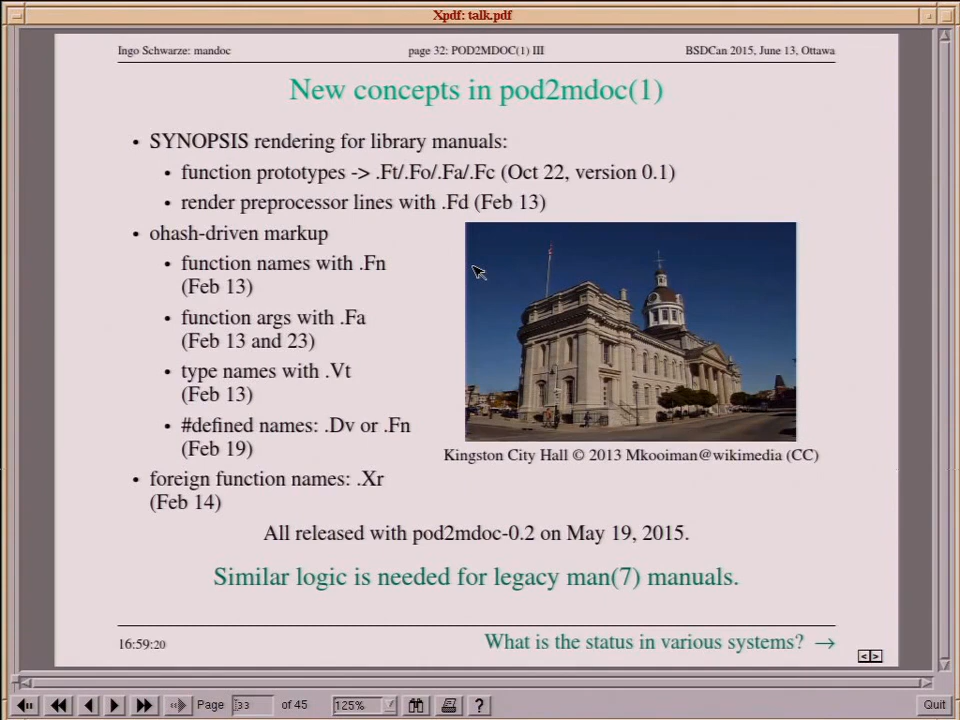 Xpdf: talk.pdf
Ingo Schwarze: mandoc page 32: POD2MDOC(1) III BSDCan 2015, June 13, Ottawa
New concepts in pod2mdoc(1)
• SYNOPSIS rendering for library manuals:
• function prototypes -> .Ft/.Fo/.Fa/.Fc (Oct 22, version 0.1)
• render preprocessor lines with .Fd (Feb 13)
• ohash-driven markup
• function names with .Fn
(Feb 13)
• function args with .Fa
(Feb 13 and 23)
• type names with .Vt
(Feb 13)
• #defined names: .Dv or .Fn
(Feb 19)
• foreign function names: .Xr
(Feb 14)
Kingston City Hall © 2013 Mkooiman@wikimedia (CC)
All released with pod2mdoc-0.2 on May 19, 2015.
Similar logic is needed for legacy man(7) manuals.
16:59:20 What is the status in various systems? →
Page 33 of 45 125% ? Quit